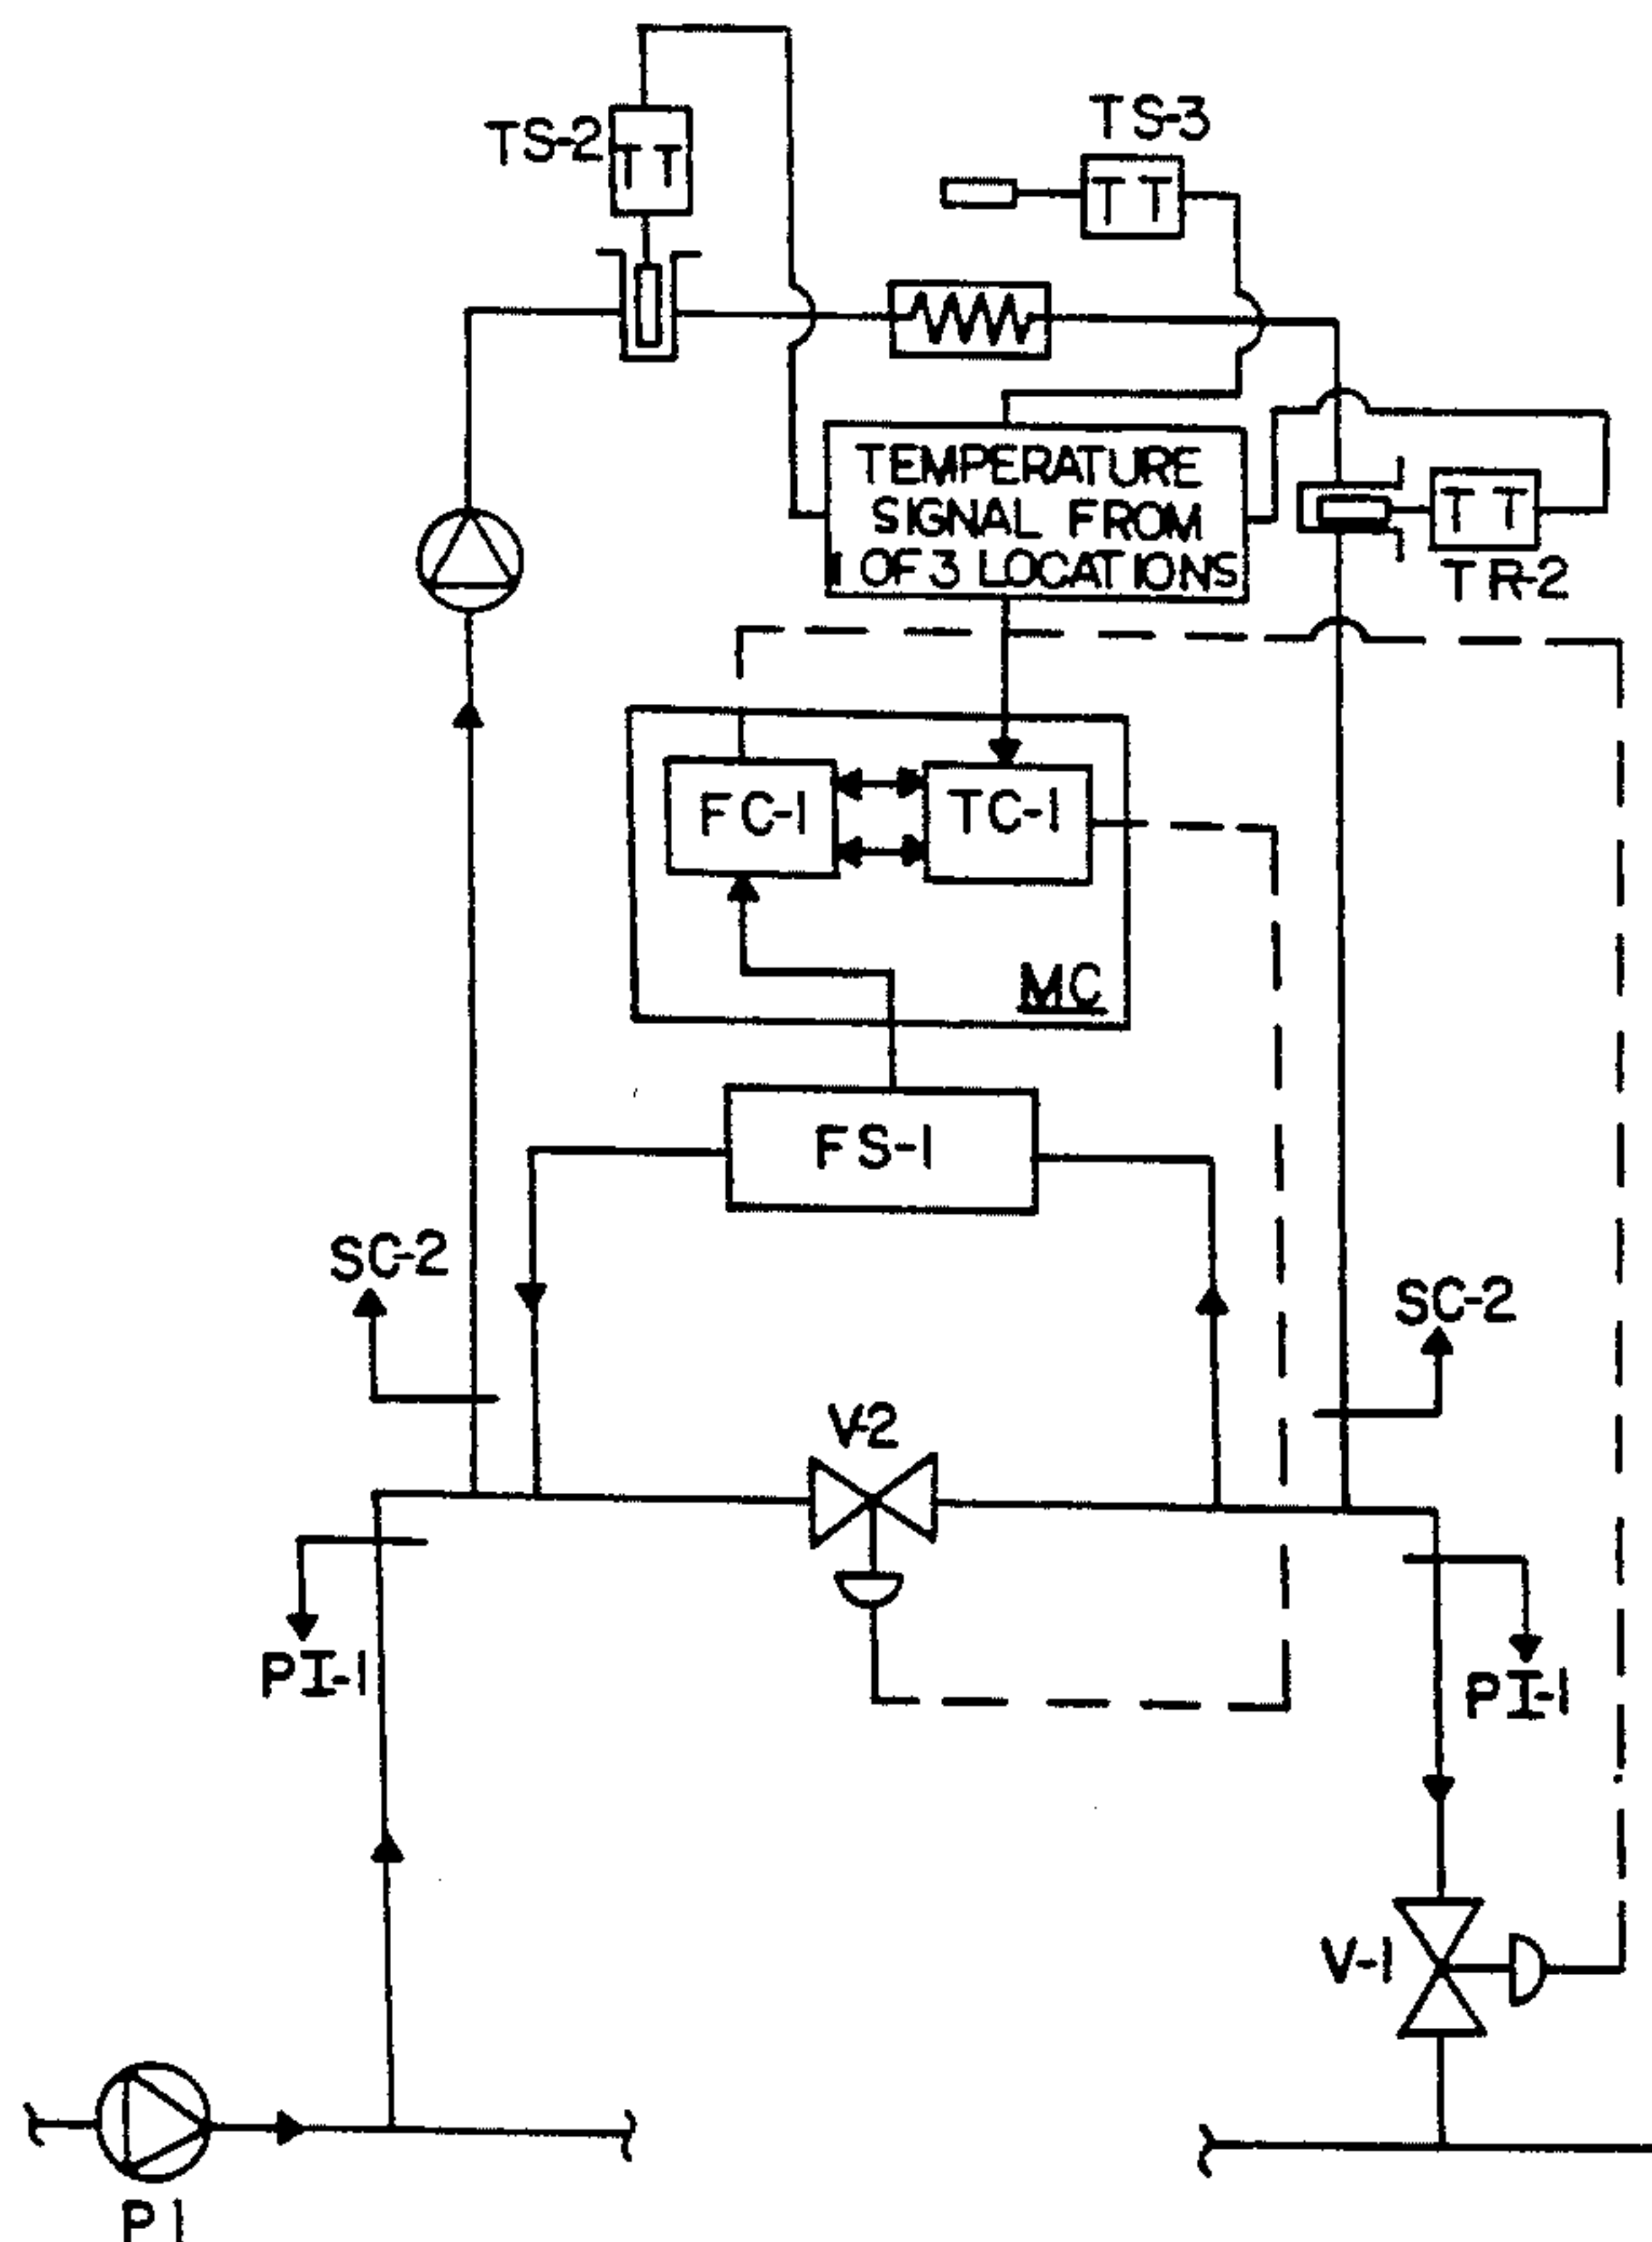 TS-3
TS-2
TT
TT
TEMPERATURE
SIGNAL FROM
1 OF 3 LOCATIONS
TT
TR-2
FC-1
TC-1
MC
FS-1
SC-2
SC-2
V-2
PI-1
PI-1
V-1
P1